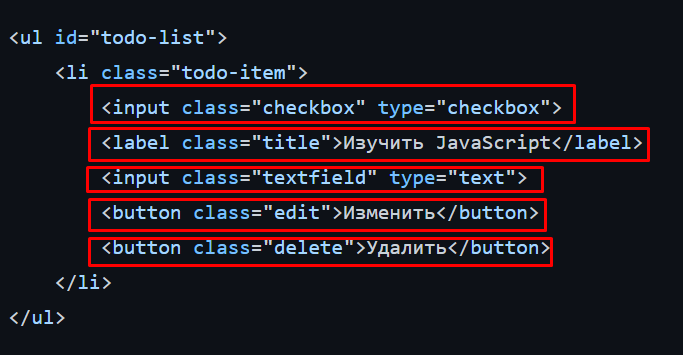 <ul id="todo-list">
<li class="todo-item">
<input class="checkbox" type="checkbox">
<label class="title">Изучить JavaScript</label>
<input class="textfield" type="text">
<button class="edit">Изменить</button>
<button class="delete">Удалить</button>
</li>
</ul>